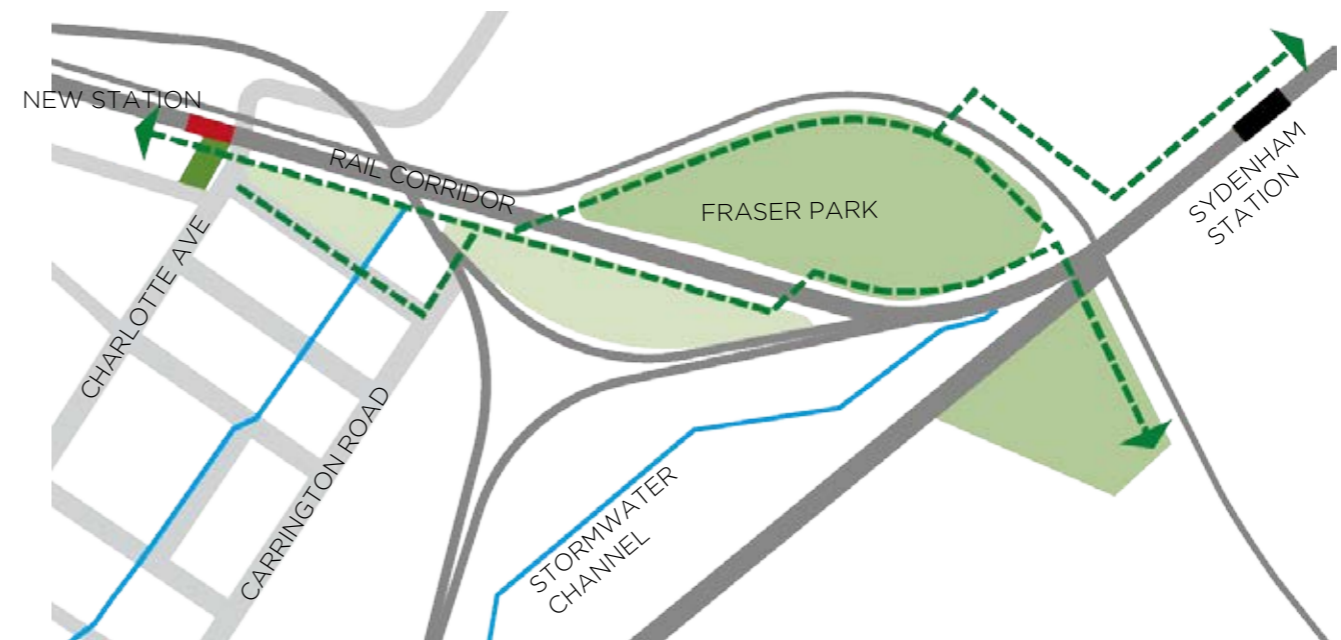 NEW STATION
RAIL CORRIDOR
FRASER PARK
SYDENHAM
STATION
CHARLOTTE AVE
CARRINGTON ROAD
STORMWATER
CHANNEL